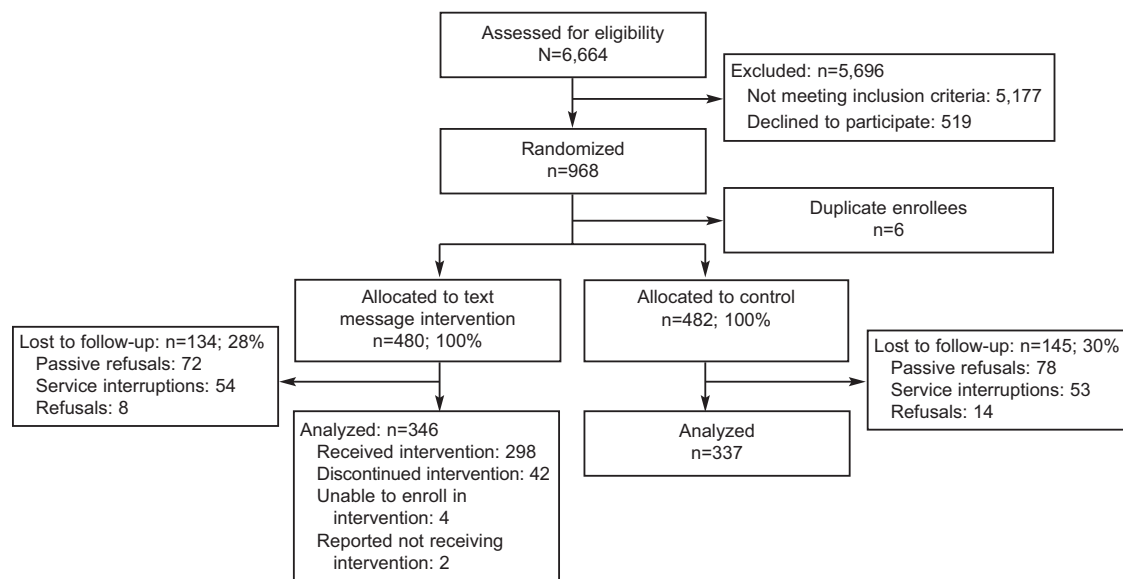 Assessed for eligibility
N=6,664
Excluded: n=5,696
Not meeting inclusion criteria: 5,177
Declined to participate: 519
Randomized
n=968
Duplicate enrollees
n=6
Allocated to text
message intervention
n=480; 100%
Allocated to control
n=482; 100%
Lost to follow-up: n=134; 28%
Passive refusals: 72
Service interruptions: 54
Refusals: 8
Lost to follow-up: n=145; 30%
Passive refusals: 78
Service interruptions: 53
Refusals: 14
Analyzed: n=346
Received intervention: 298
Discontinued intervention: 42
Unable to enroll in
intervention: 4
Reported not receiving
intervention: 2
Analyzed
n=337